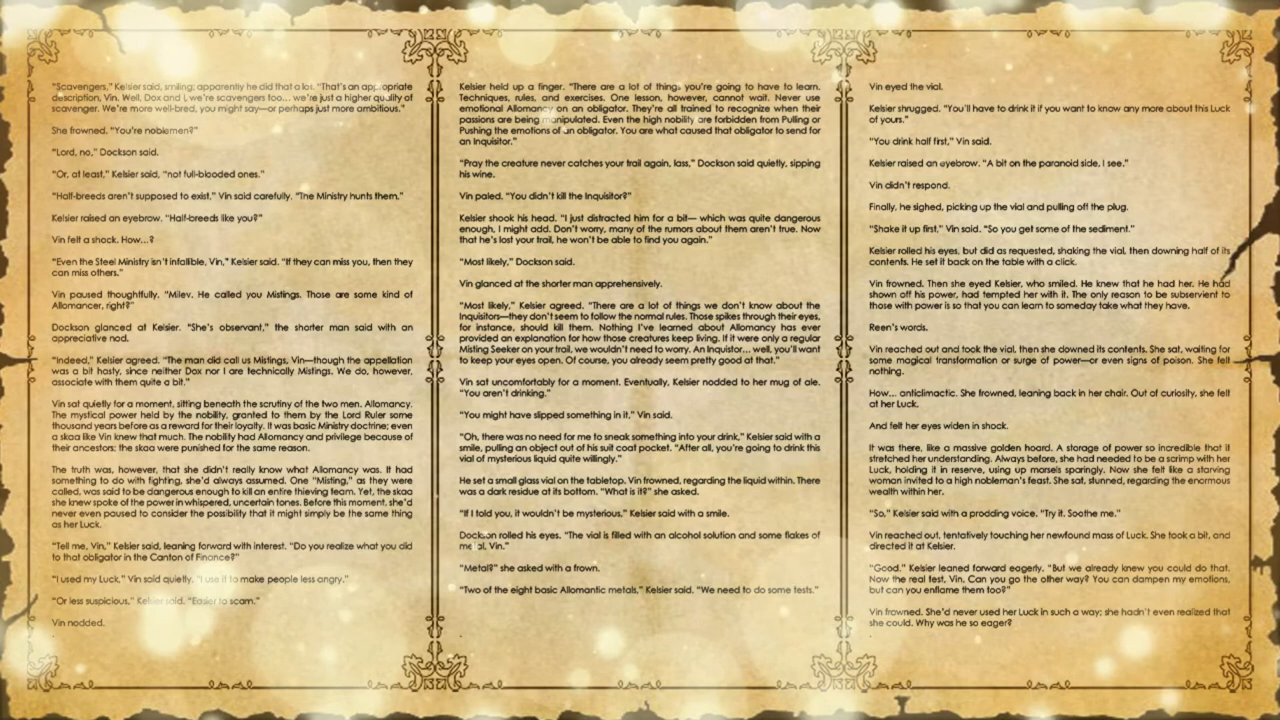 "Scavengers," Kelsier said, smiling; apparently he did that a lot. "That's an appropriate
description, Vin. Well, Dox and I, we're scavengers too... we're just a higher quality of
scavenger. We're more well-bred, you might say—or perhaps just more ambitious."
She frowned. "You're noblemen?"
"Lord, no," Dockson said.
"Or, at least," Kelsier said, "not full-blooded ones."
"Half-breeds aren't supposed to exist," Vin said carefully. "The Ministry hunts them."
Kelsier raised an eyebrow. "Half-breeds like you?"
Vin felt a shock. How...?
"Even the Steel Ministry isn't infallible, Vin," Kelsier said. "If they can miss you, then they
can miss others."
Vin paused thoughtfully. "Milev. He called you Mistings. Those are some kind of
Allomancer, right?"
Dockson glanced at Kelsier. "She's observant," the shorter man said with an
appreciative nod.
"Indeed," Kelsier agreed. "The man did call us Mistings, Vin—though the appellation
was a bit hasty, since neither Dox nor I are technically Mistings. We do, however,
associate with them quite a bit."
Vin sat quietly for a moment, sitting beneath the scrutiny of the two men. Allomancy.
The mystical power held by the nobility, granted to them by the Lord Ruler some
thousand years before as a reward for their loyalty. It was basic Ministry doctrine; even
a skaa like Vin knew that much. The nobility had Allomancy and privilege because of
their ancestors; the skaa were punished for the same reason.
The truth was, however, that she didn't really know what Allomancy was. It had
something to do with fighting, she'd always assumed. One "Misting," as they were
called, was said to be dangerous enough to kill an entire thieving team. Yet, the skaa
she knew spoke of the power in whispered, uncertain tones. Before this moment, she'd
never even paused to consider the possibility that it might simply be the same thing
as her Luck.
"Tell me, Vin," Kelsier said, leaning forward with interest. "Do you realize what you did
to that obligator in the Canton of Finance?"
"I used my Luck," Vin said quietly. "I use it to make people less angry."
"Or less suspicious," Kelsier said. "Easier to scam."
Vin nodded.
Kelsier held up a finger. "There are a lot of things you're going to have to learn.
Techniques, rules, and exercises. One lesson, however, cannot wait. Never use
emotional Allomancy on an obligator. They're all trained to recognize when their
passions are being manipulated. Even the high nobility are forbidden from Pulling or
Pushing the emotions of an obligator. You are what caused that obligator to send for
an Inquisitor."
"Pray the creature never catches your trail again, lass," Dockson said quietly, sipping
his wine.
Vin paled. "You didn't kill the Inquisitor?"
Kelsier shook his head. "I just distracted him for a bit— which was quite dangerous
enough, I might add. Don't worry, many of the rumors about them aren't true. Now
that he's lost your trail, he won't be able to find you again."
"Most likely," Dockson said.
Vin glanced at the shorter man apprehensively.
"Most likely," Kelsier agreed. "There are a lot of things we don't know about the
Inquisitors—they don't seem to follow the normal rules. Those spikes through their eyes,
for instance, should kill them. Nothing I've learned about Allomancy has ever
provided an explanation for how those creatures keep living. If it were only a regular
Misting Seeker on your trail, we wouldn't need to worry. An Inquistor... well, you'll want
to keep your eyes open. Of course, you already seem pretty good at that."
Vin sat uncomfortably for a moment. Eventually, Kelsier nodded to her mug of ale.
"You aren't drinking."
"You might have slipped something in it," Vin said.
"Oh, there was no need for me to sneak something into your drink," Kelsier said with a
smile, pulling an object out of his suit coat pocket. "After all, you're going to drink this
vial of mysterious liquid quite willingly."
He set a small glass vial on the tabletop. Vin frowned, regarding the liquid within. There
was a dark residue at its bottom. "What is it?" she asked.
"If I told you, it wouldn't be mysterious," Kelsier said with a smile.
Dockson rolled his eyes. "The vial is filled with an alcohol solution and some flakes of
metal, Vin."
"Metal?" she asked with a frown.
"Two of the eight basic Allomantic metals," Kelsier said. "We need to do some tests."
Vin eyed the vial.
Kelsier shrugged. "You'll have to drink it if you want to know any more about this Luck
of yours."
"You drink half first," Vin said.
Kelsier raised an eyebrow. "A bit on the paranoid side, I see."
Vin didn't respond.
Finally, he sighed, picking up the vial and pulling off the plug.
"Shake it up first," Vin said. "So you get some of the sediment."
Kelsier rolled his eyes, but did as requested, shaking the vial, then downing half of its
contents. He set it back on the table with a click.
Vin frowned. Then she eyed Kelsier, who smiled. He knew that he had her. He had
shown off his power, had tempted her with it. The only reason to be subservient to
those with power is so that you can learn to someday take what they have.
Reen's words.
Vin reached out and took the vial, then she downed its contents. She sat, waiting for
some magical transformation or surge of power—or even signs of poison. She felt
nothing.
How... anticlimactic. She frowned, leaning back in her chair. Out of curiosity, she felt
at her Luck.
And felt her eyes widen in shock.
It was there, like a massive golden hoard. A storage of power so incredible that it
stretched her understanding. Always before, she had needed to be a scrimp with her
Luck, holding it in reserve, using up morsels sparingly. Now she felt like a starving
woman invited to a high nobleman's feast. She sat, stunned, regarding the enormous
wealth within her.
"So," Kelsier said with a prodding voice. "Try it. Soothe me."
Vin reached out, tentatively touching her newfound mass of Luck. She took a bit, and
directed it at Kelsier.
"Good." Kelsier leaned forward eagerly. "But we already knew you could do that.
Now the real test, Vin. Can you go the other way? You can dampen my emotions,
but can you enflame them too?"
Vin frowned. She'd never used her Luck in such a way; she hadn't even realized that
she could. Why was he so eager?